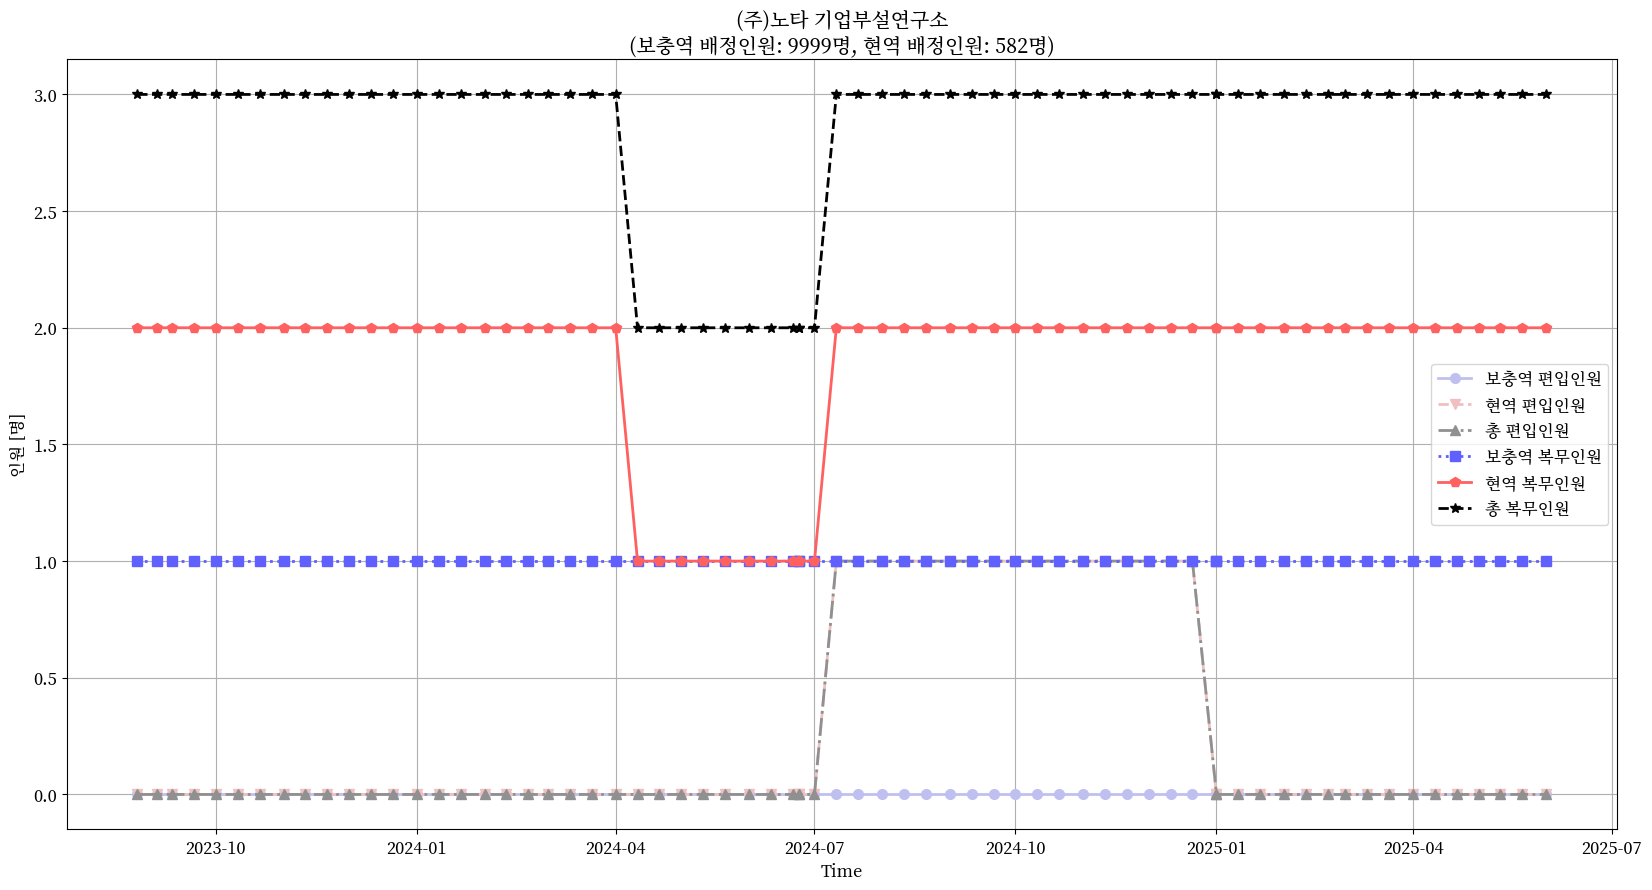 (주)노타 기업부설연구소
(보충역 배정인원: 9999명, 현역 배정인원: 582명)
3.0
2.5
2.0
1.5
1.0
0.5
0.0
인원 [명]
보충역 편입인원
현역 편입인원
총 편입인원
보충역 복무인원
현역 복무인원
총 복무인원
2023-10
2024-01
2024-04
2024-07
2024-10
2025-01
2025-04
2025-07
Time